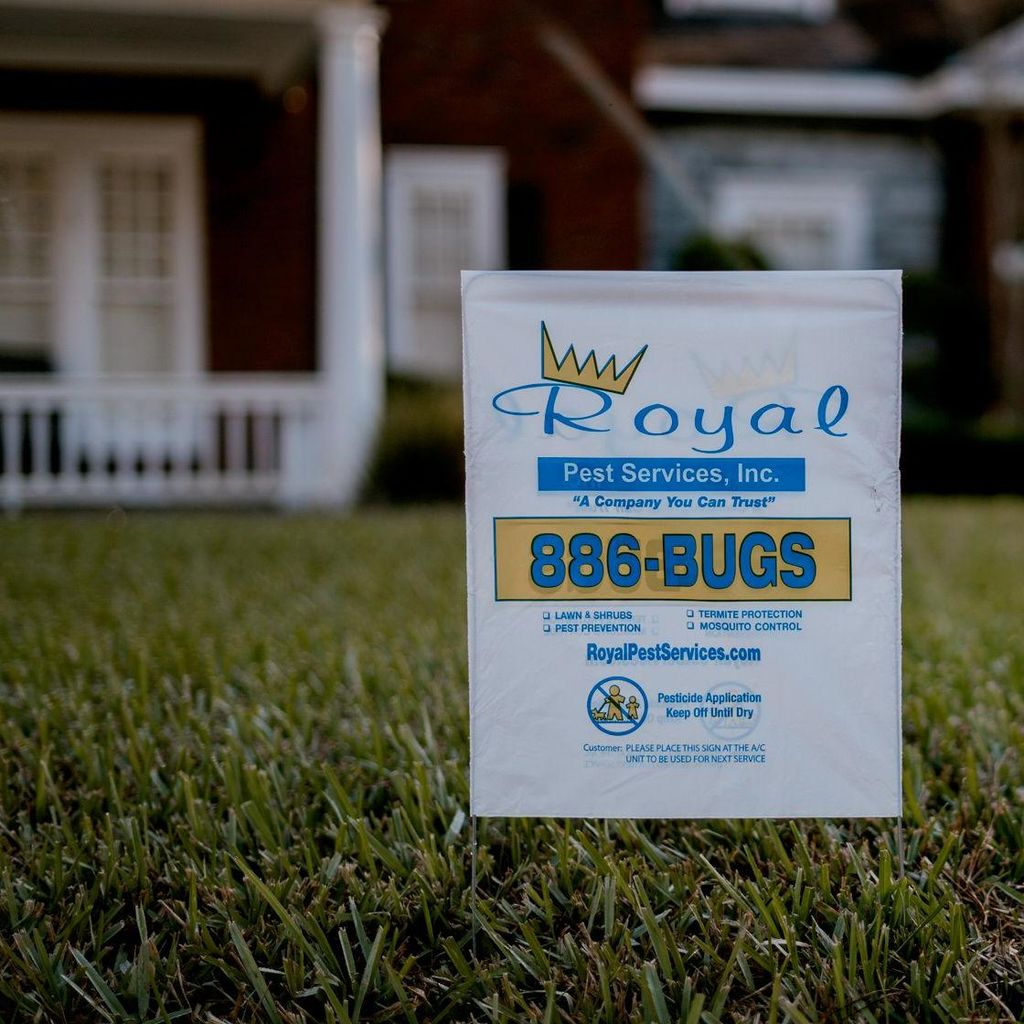 Royal
Pest Services, Inc.
“A Company You Can Trust”
886-BUGS
❏ LAWN & SHRUBS ❏ TERMITE PROTECTION
❏ PEST PREVENTION ❏ MOSQUITO CONTROL
RoyalPestServices.com
Pesticide Application
Keep Off Until Dry
Customer: PLEASE PLACE THIS SIGN AT THE A/C
UNIT TO BE USED FOR NEXT SERVICE